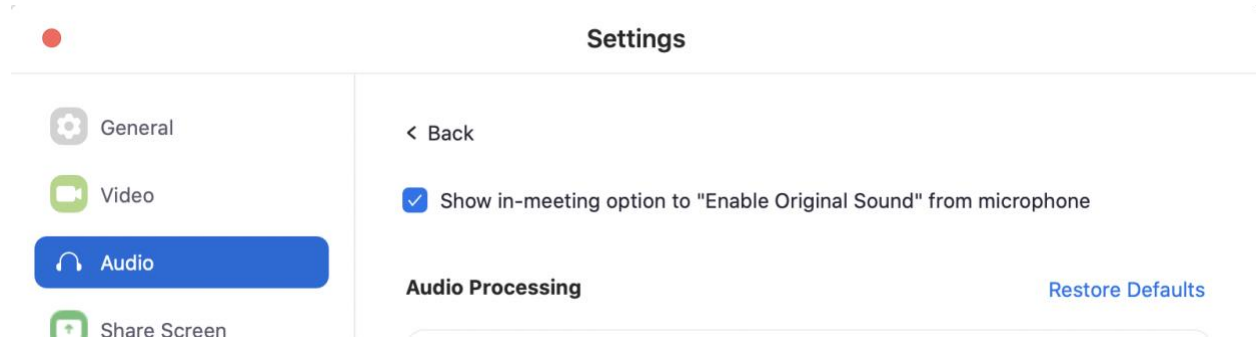 Settings
General
Video
Audio
Share Screen
< Back
Show in-meeting option to "Enable Original Sound" from microphone
Audio Processing
Restore Defaults